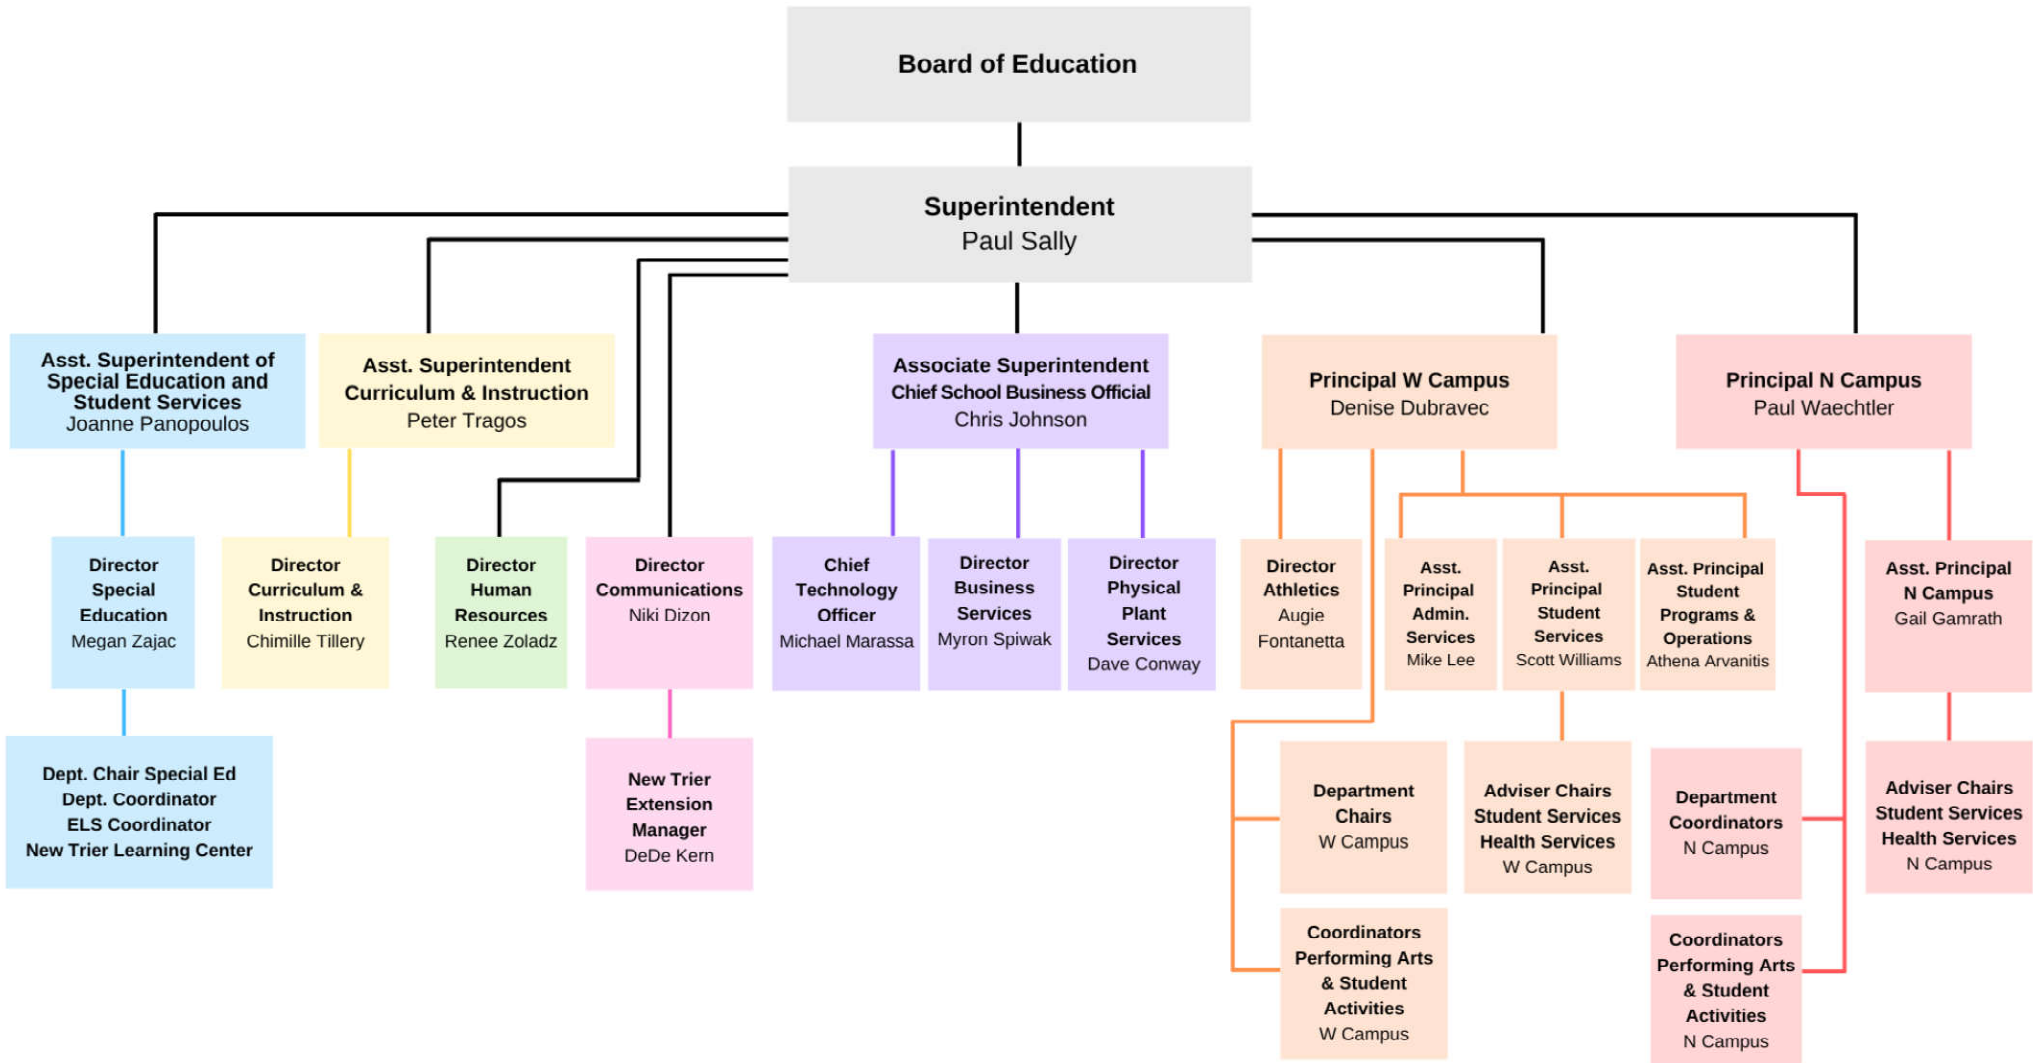 Board of Education
Superintendent
Paul Sally
Asst. Superintendent of
Special Education and
Student Services
Joanne Panopoulos
Asst. Superintendent
Curriculum & Instruction
Peter Tragos
Associate Superintendent
Chief School Business Official
Chris Johnson
Principal W Campus
Denise Dubravec
Principal N Campus
Paul Waechtler
Director
Special
Education
Megan Zajac
Director
Curriculum &
Instruction
Chimille Tillery
Director
Human
Resources
Renee Zoladz
Director
Communications
Niki Dizon
Chief
Technology
Officer
Michael Marassa
Director
Business
Services
Myron Spiwak
Director
Physical
Plant
Services
Dave Conway
Director
Athletics
Augie
Fontanetta
Asst.
Principal
Admin.
Services
Mike Lee
Asst.
Principal
Student
Services
Scott Williams
Asst. Principal
Student
Programs &
Operations
Athena Arvanitis
Asst. Principal
N Campus
Gail Gamrath
Dept. Chair Special Ed
Dept. Coordinator
ELS Coordinator
New Trier Learning Center
New Trier
Extension
Manager
DeDe Kern
Department
Chairs
W Campus
Adviser Chairs
Student Services
Health Services
W Campus
Department
Coordinators
N Campus
Adviser Chairs
Student Services
Health Services
N Campus
Coordinators
Performing Arts
& Student
Activities
W Campus
Coordinators
Performing Arts
& Student
Activities
N Campus